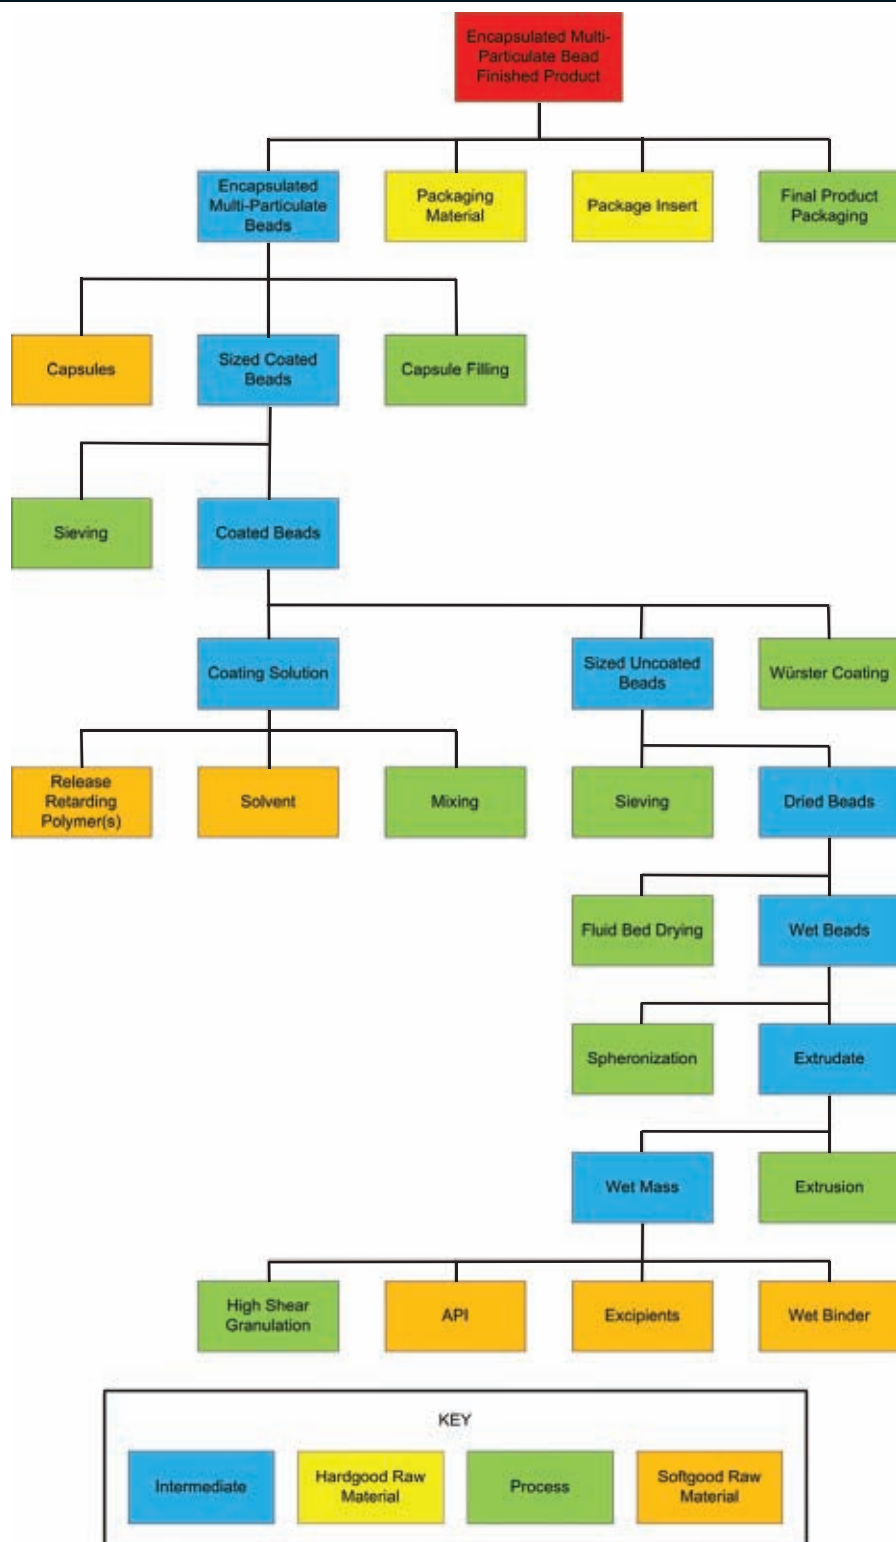 Encapsulated Multi-
Particulate Bead
Finished Product
Encapsulated
Multi-Particulate
Beads
Packaging
Material
Package Insert
Final Product
Packaging
Capsules
Sized Coated
Beads
Capsule Filling
Sieving
Coated Beads
Coating Solution
Sized Uncoated
Beads
Würster Coating
Release
Retarding
Polymer(s)
Solvent
Mixing
Sieving
Dried Beads
Fluid Bed Drying
Wet Beads
Spheronization
Extrudate
Wet Mass
Extrusion
High Shear
Granulation
API
Excipients
Wet Binder
KEY
Intermediate
Hardgood Raw
Material
Process
Softgood Raw
Material